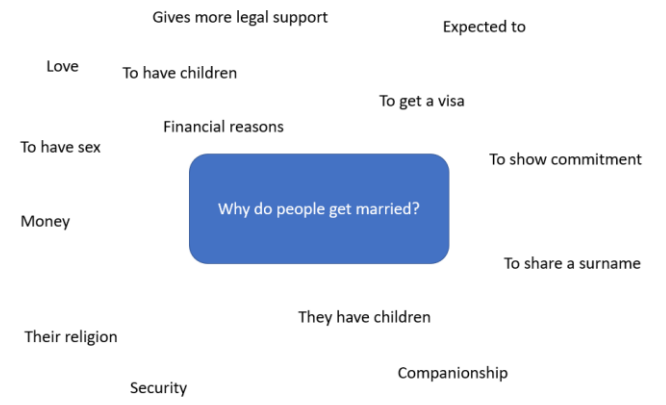 Gives more legal support
Expected to
Love
To have children
To get a visa
Financial reasons
To have sex
To show commitment
Why do people get married?
Money
To share a surname
They have children
Their religion
Companionship
Security